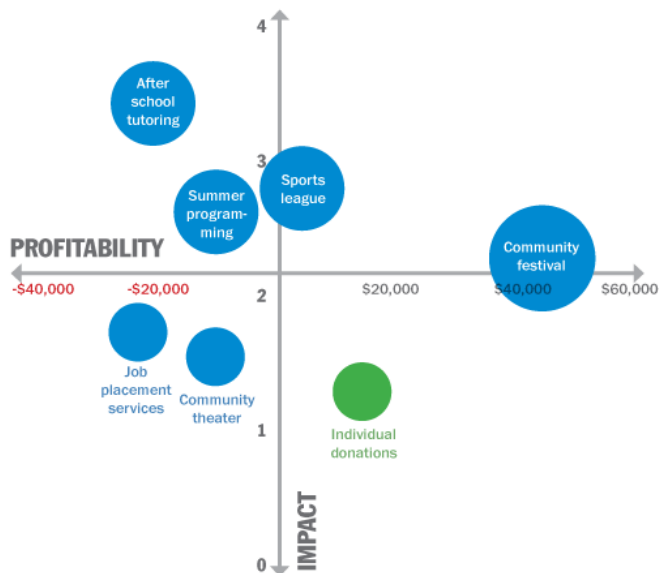 4
After
school
tutoring
3
Sports
league
Summer
program-
ming
PROFITABILITY
Community
festival
-$40,000
-$20,000
2
$20,000
$40,000
$60,000
Job
placement
services
Community
theater
1
Individual
donations
IMPACT
0